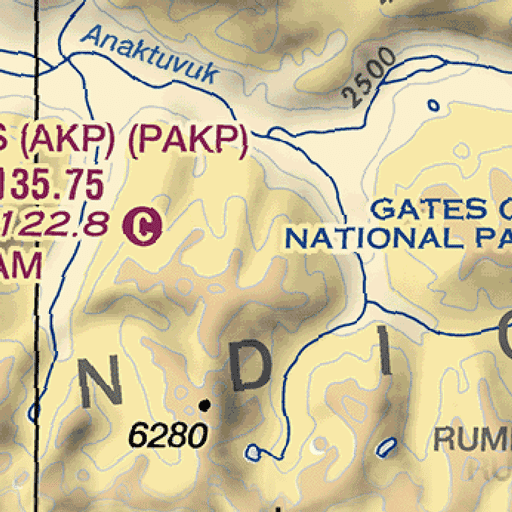 Anaktuvuk
2500
S (AKP) (PAKP)
135.75
122.8 C
AM
GATES O
NATIONAL PA
N D I
6280
RUM